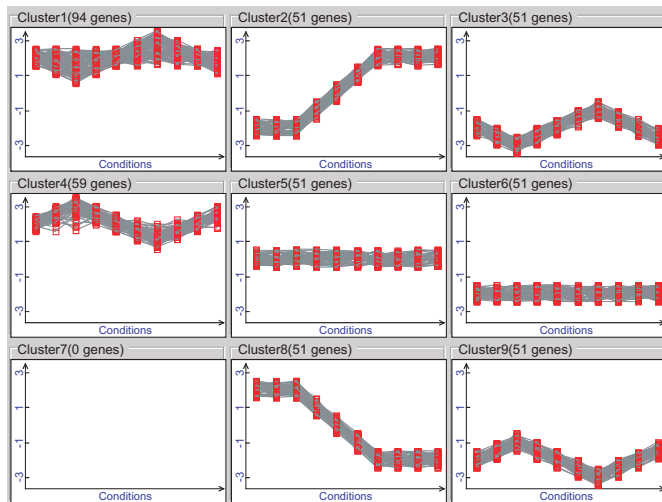 Cluster1(94 genes)
3
1
-1
-3
Conditions
Cluster2(51 genes)
3
1
-1
-3
Conditions
Cluster3(51 genes)
3
1
-1
-3
Conditions
Cluster4(59 genes)
3
1
-1
-3
Conditions
Cluster5(51 genes)
3
1
-1
-3
Conditions
Cluster6(51 genes)
3
1
-1
-3
Conditions
Cluster7(0 genes)
3
1
-1
-3
Conditions
Cluster8(51 genes)
3
1
-1
-3
Conditions
Cluster9(51 genes)
3
1
-1
-3
Conditions